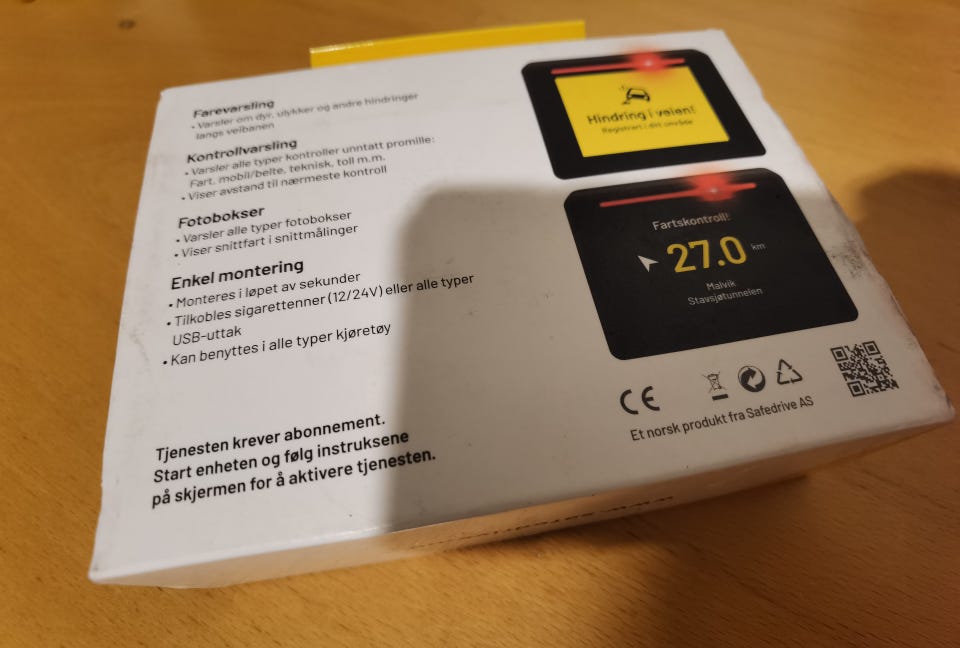 Farevarsling
• Varsler om dyr, ulykker og andre hindringer
langs veibanen
Kontrollvarsling
• Varsler alle typer kontroller unntatt promille:
Fart, mobil/belte, teknisk, toll m.m.
• Viser avstand til nærmeste kontroll
Fotobokser
• Varsler alle typer fotobokser
• Viser snittfart i snittmålinger
Enkel montering
• Monteres i løpet av sekunder
• Tilkobles sigarettenner (12/24V) eller alle typer
USB-uttak
• Kan benyttes i alle typer kjøretøy
Tjenesten krever abonnement.
Start enheten og følg instruksene
på skjermen for å aktivere tjenesten.
Hindring i veien!
Registrert i ditt område
Fartskontroll!
27.0 km
Malvik
Stavsjøtunnelen
CE
Et norsk produkt fra Safedrive AS